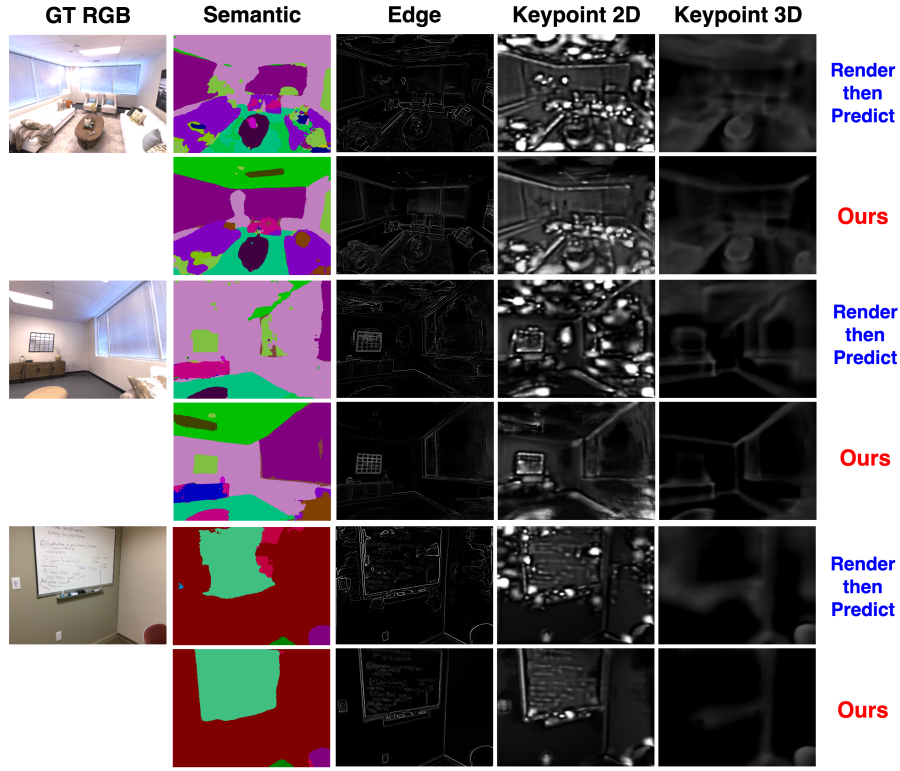 GT RGB Semantic Edge Keypoint 2D Keypoint 3D
Render
then
Predict
Ours
Render
then
Predict
Ours
Render
then
Predict
Ours